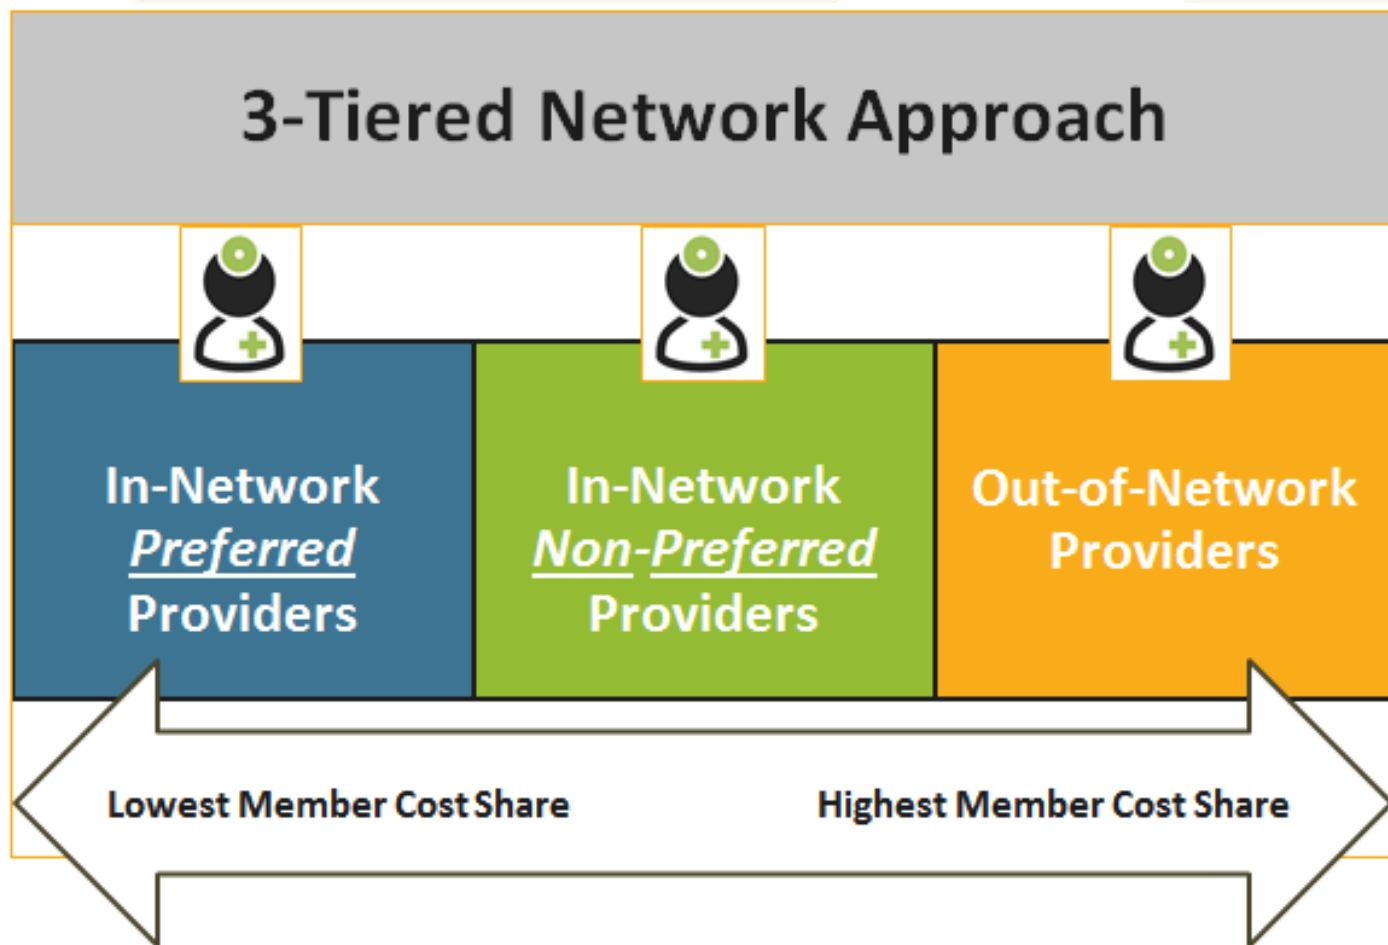 3-Tiered Network Approach
In-Network
Preferred
Providers
In-Network
Non-Preferred
Providers
Out-of-Network
Providers
Lowest Member Cost Share
Highest Member Cost Share